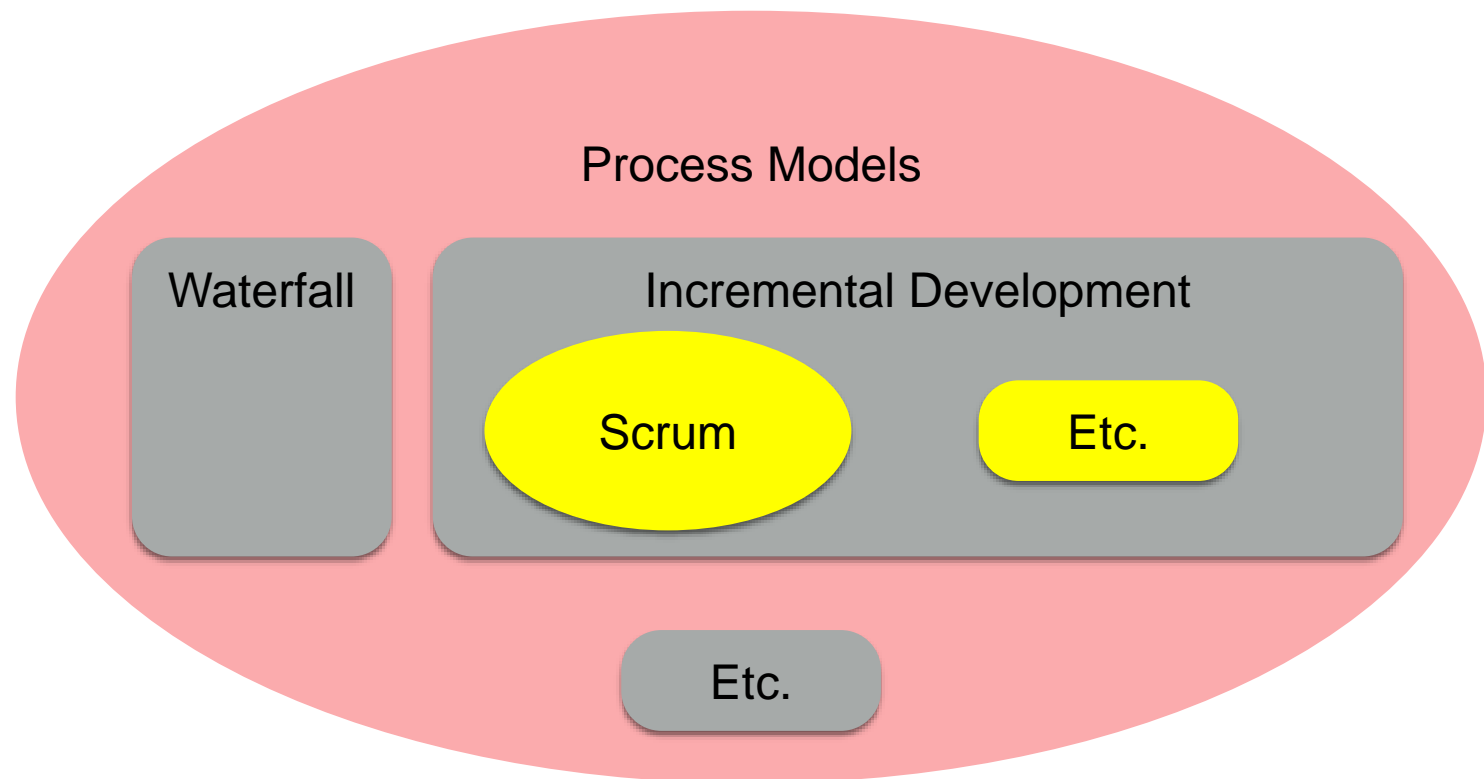 Process Models
Waterfall
Incremental Development
Scrum
Etc.
Etc.